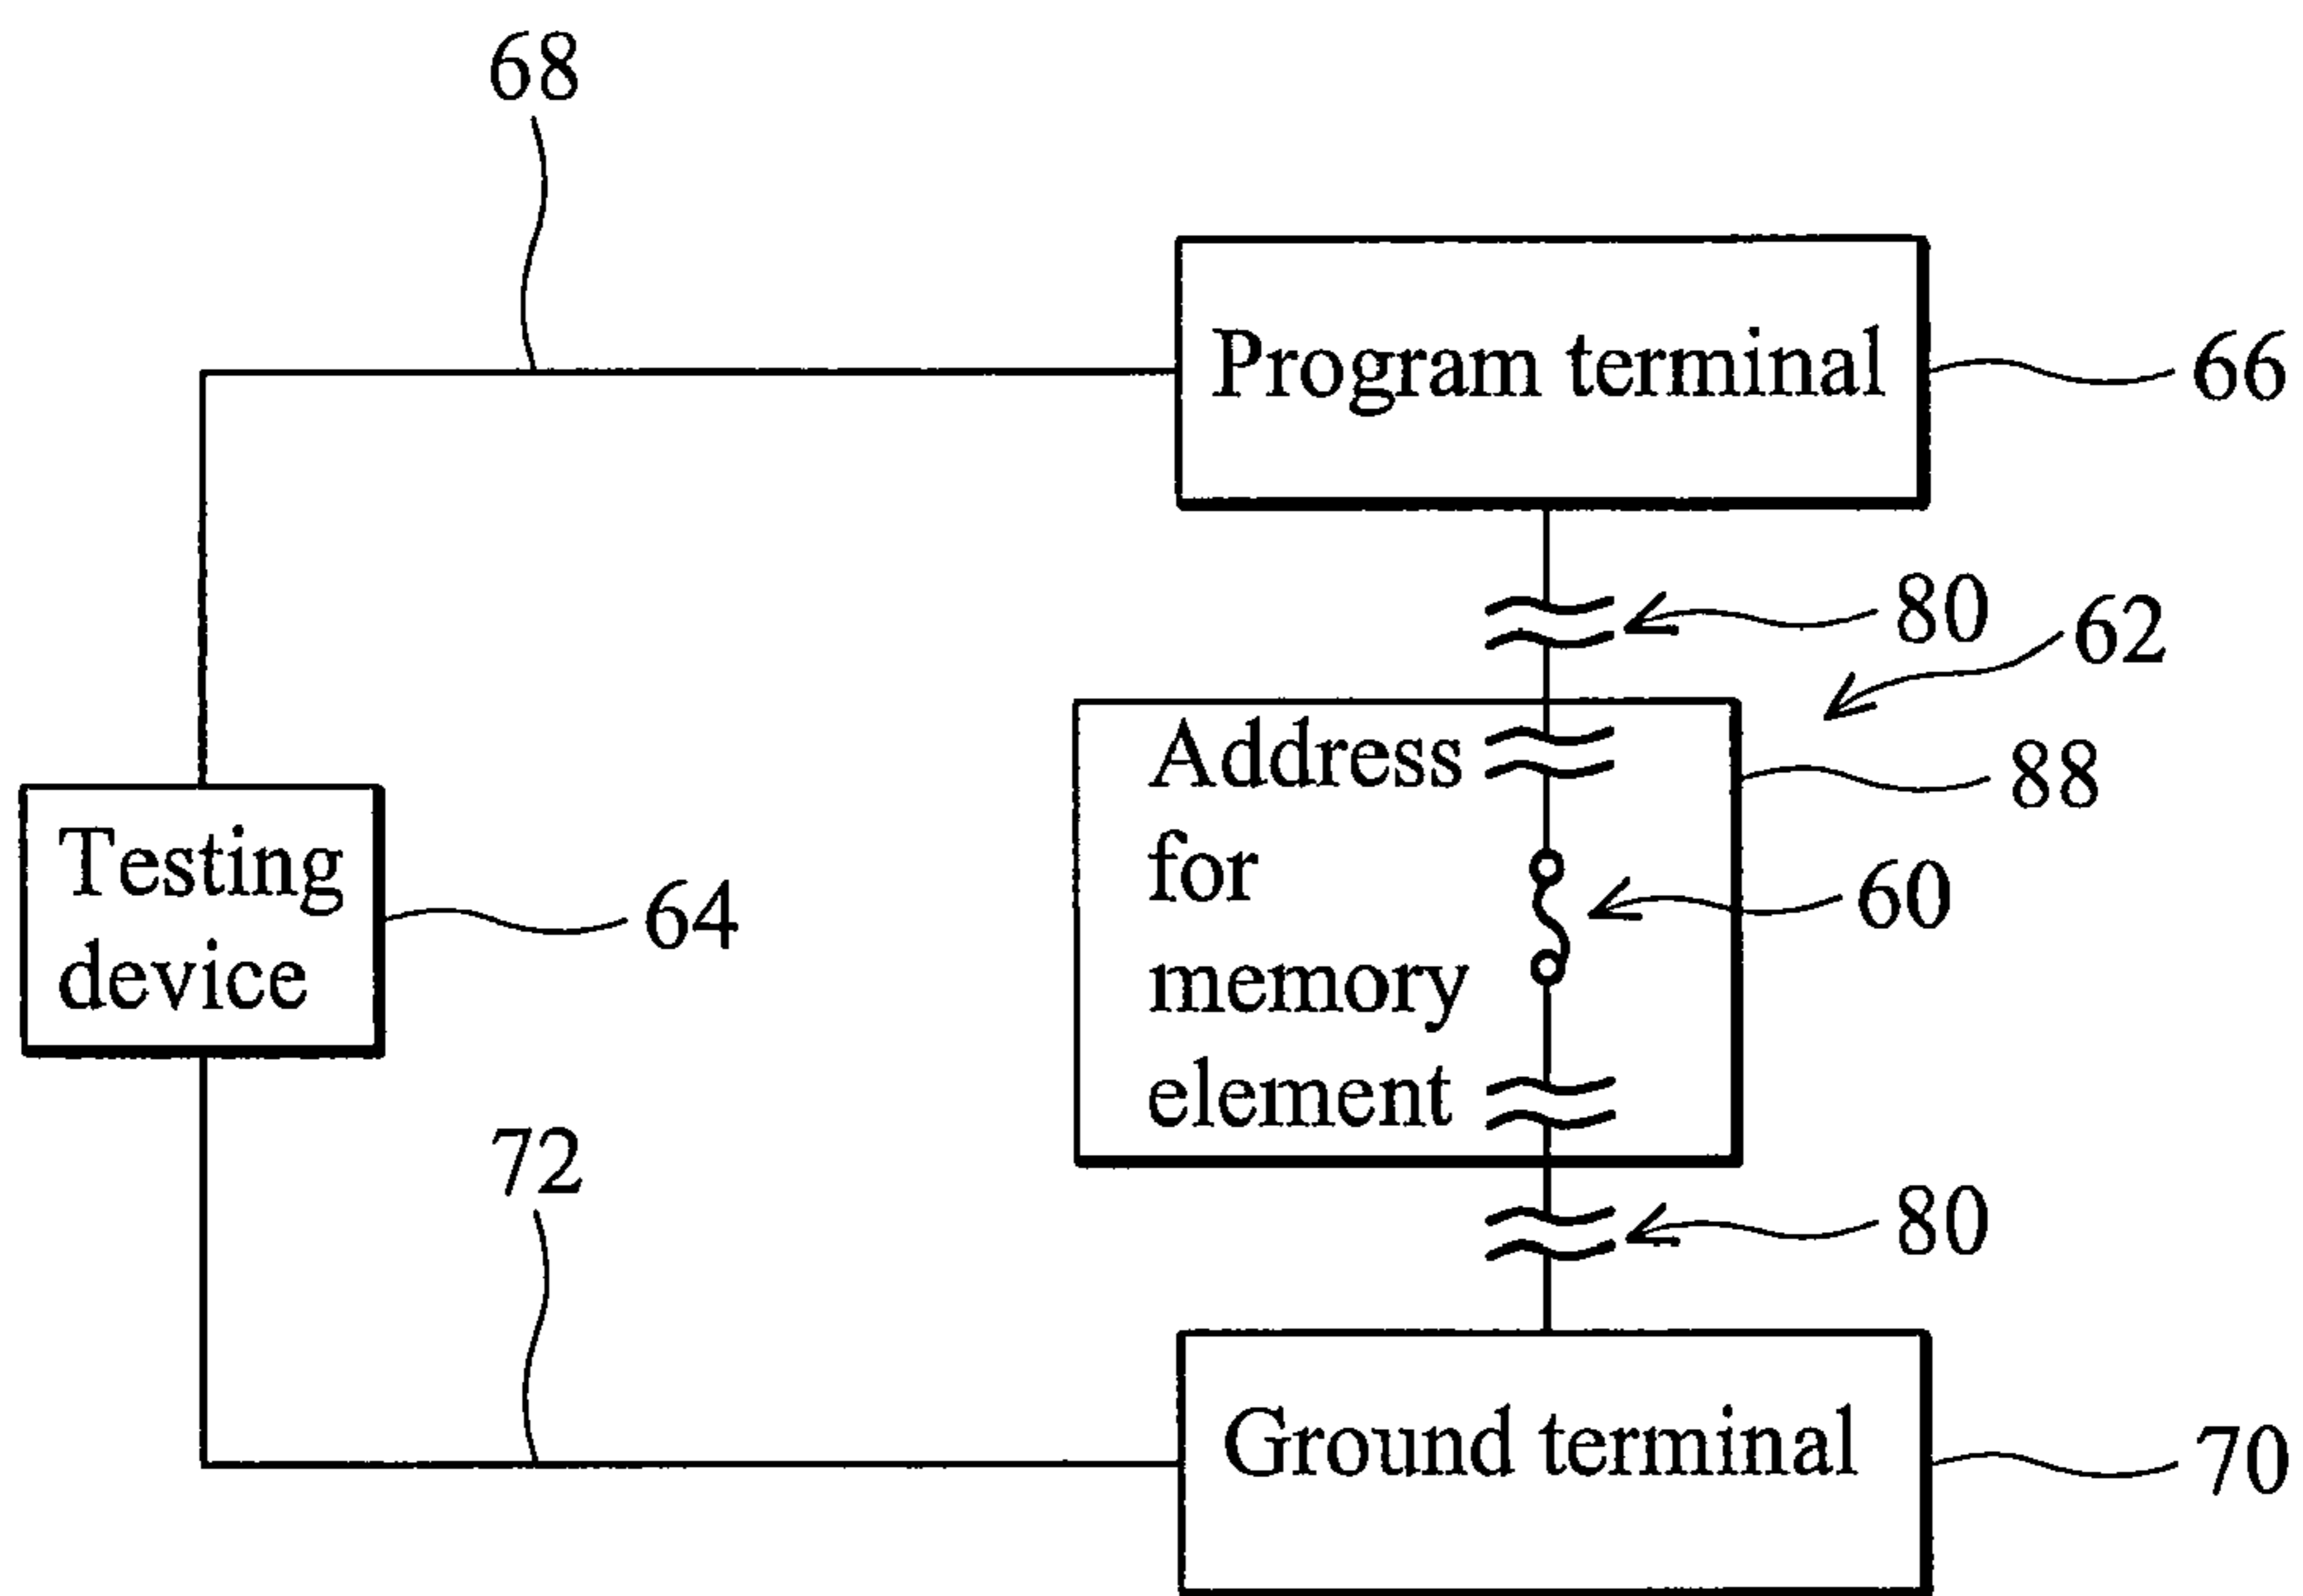 68
Program terminal
66
80
62
Address
for
memory
element
88
60
Testing
device
64
72
80
Ground terminal
70